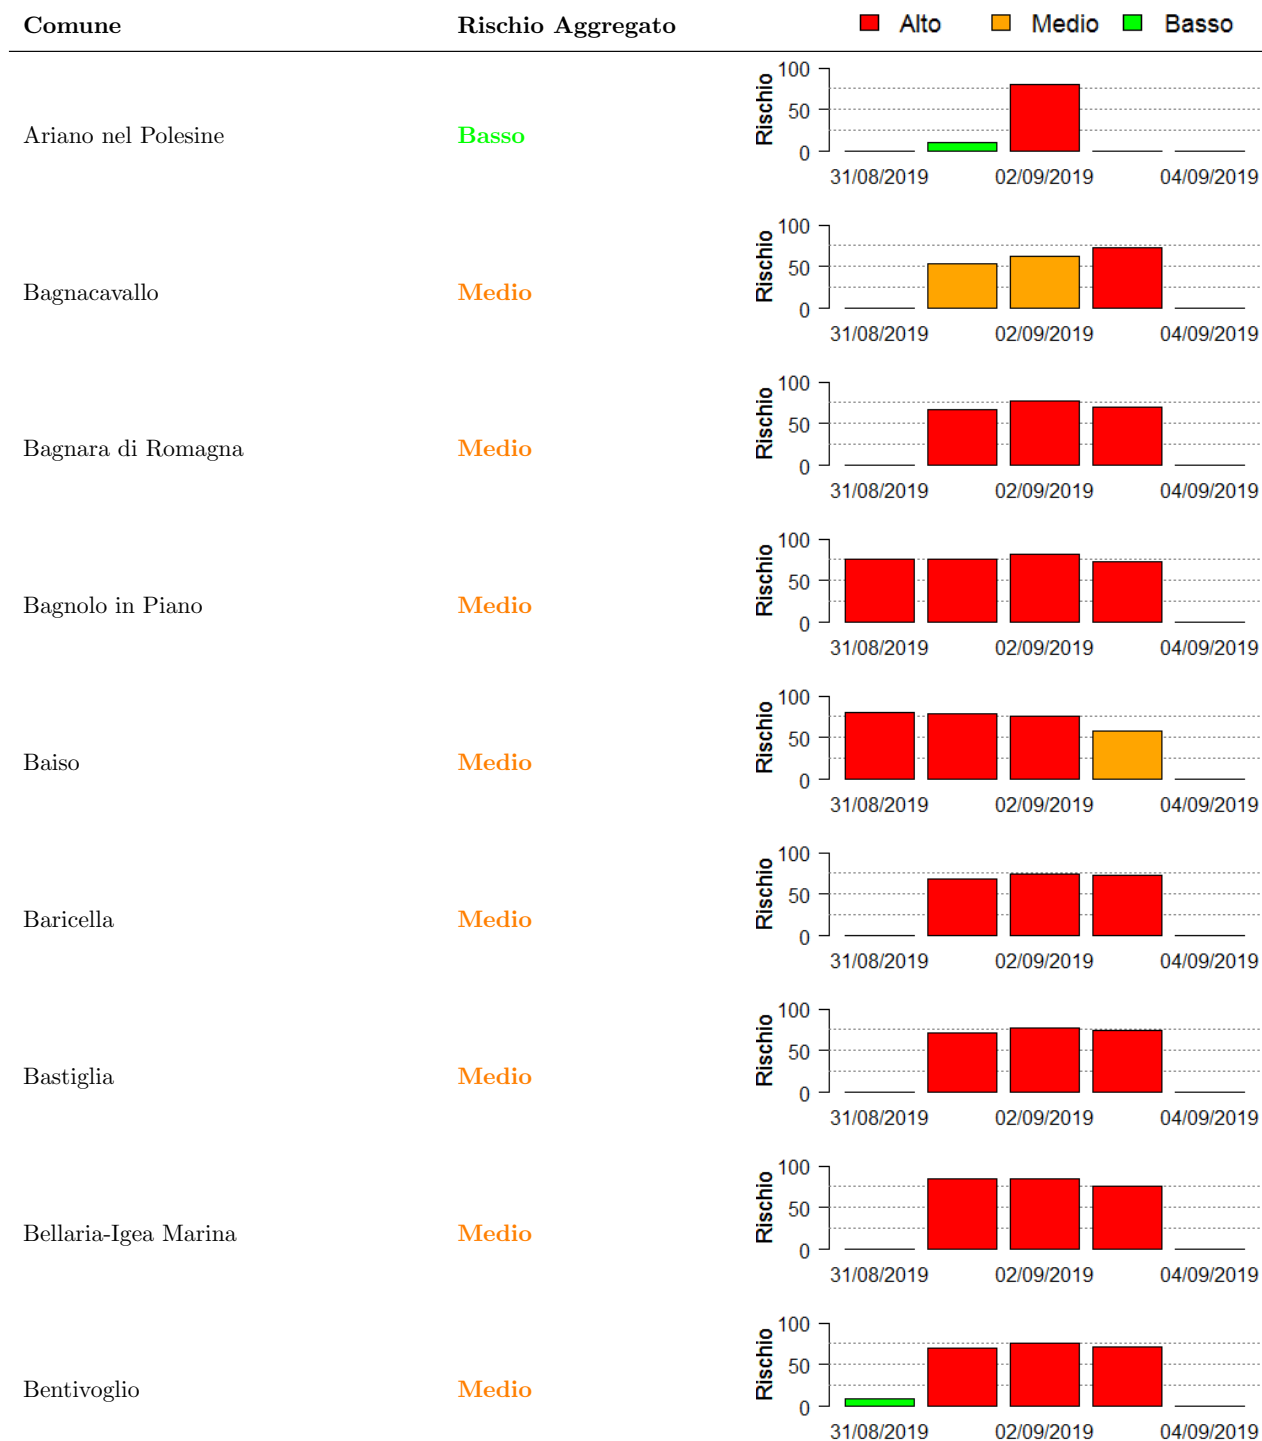 Comune Rischio Aggregato Alto Medio Basso
Ariano nel Polesine Basso Rischio 100 50 0
31/08/2019 02/09/2019 04/09/2019
Bagnacavallo Medio Rischio 100 50 0
31/08/2019 02/09/2019 04/09/2019
Bagnara di Romagna Medio Rischio 100 50 0
31/08/2019 02/09/2019 04/09/2019
Bagnolo in Piano Medio Rischio 100 50 0
31/08/2019 02/09/2019 04/09/2019
Baiso Medio Rischio 100 50 0
31/08/2019 02/09/2019 04/09/2019
Baricella Medio Rischio 100 50 0
31/08/2019 02/09/2019 04/09/2019
Bastiglia Medio Rischio 100 50 0
31/08/2019 02/09/2019 04/09/2019
Bellaria-Igea Marina Medio Rischio 100 50 0
31/08/2019 02/09/2019 04/09/2019
Bentivoglio Medio Rischio 100 50 0
31/08/2019 02/09/2019 04/09/2019